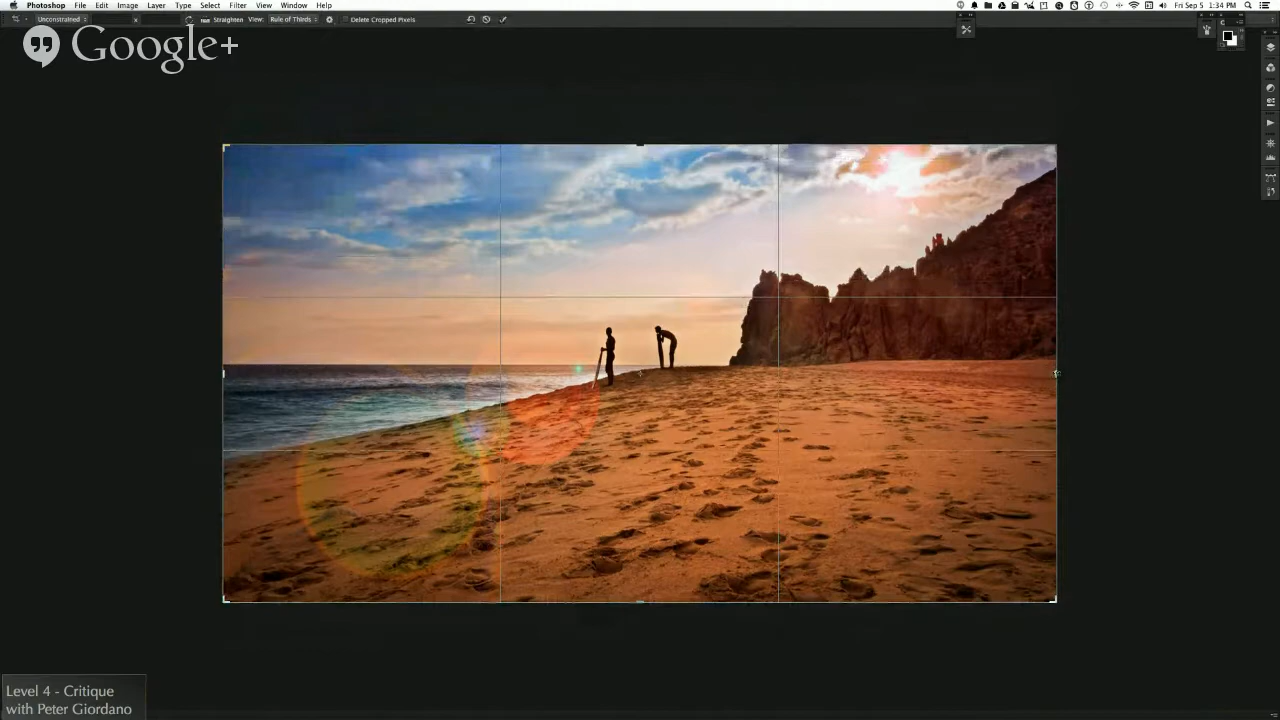 Photoshop File Edit Image Layer Type Select Filter View Window Help
Fri Sep 5 1:34 PM
Unconstrained x Straighten View: Rule of Thirds Delete Cropped Pixels
Google+
Level 4 - Critique
with Peter Giordano